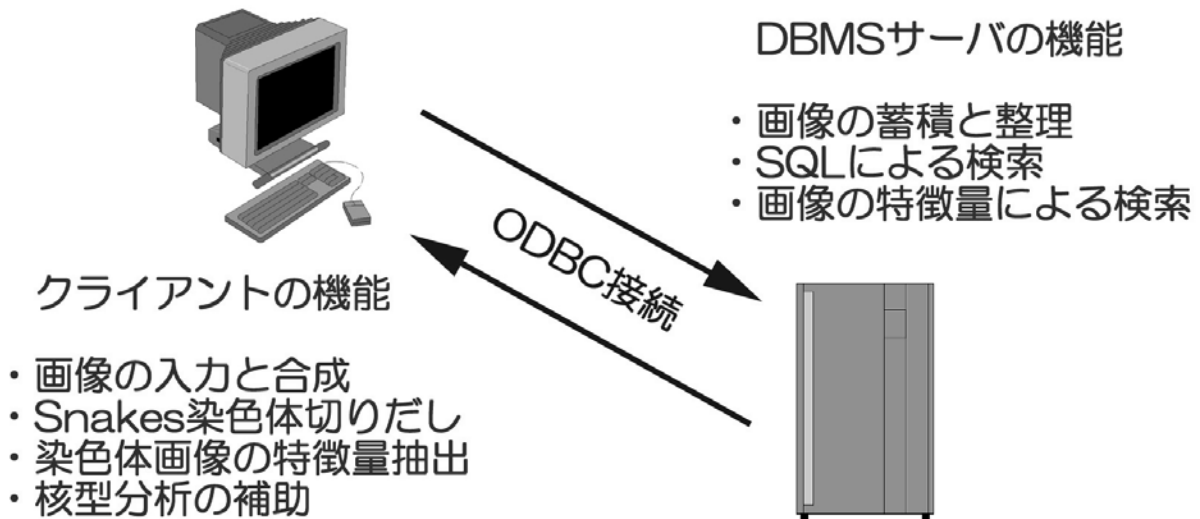 DBMSサーバの機能
・画像の蓄積と整理
・SQLによる検索
・画像の特徴量による検索
ODBC接続
クライアントの機能
・画像の入力と合成
・Snakes染色体切りだし
・染色体画像の特徴量抽出
・核型分析の補助